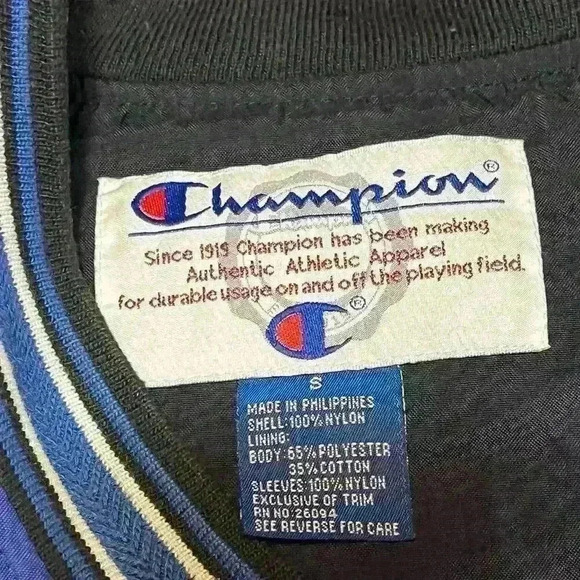 Champion®
Since 1919 Champion has been making
Authentic Athletic Apparel
for durable usage on and off the playing field.
®
S
MADE IN PHILIPPINES
SHELL: 100% NYLON
LINING:
BODY: 65% POLYESTER
35% COTTON
SLEEVES: 100% NYLON
EXCLUSIVE OF TRIM
RN NO: 26094
SEE REVERSE FOR CARE